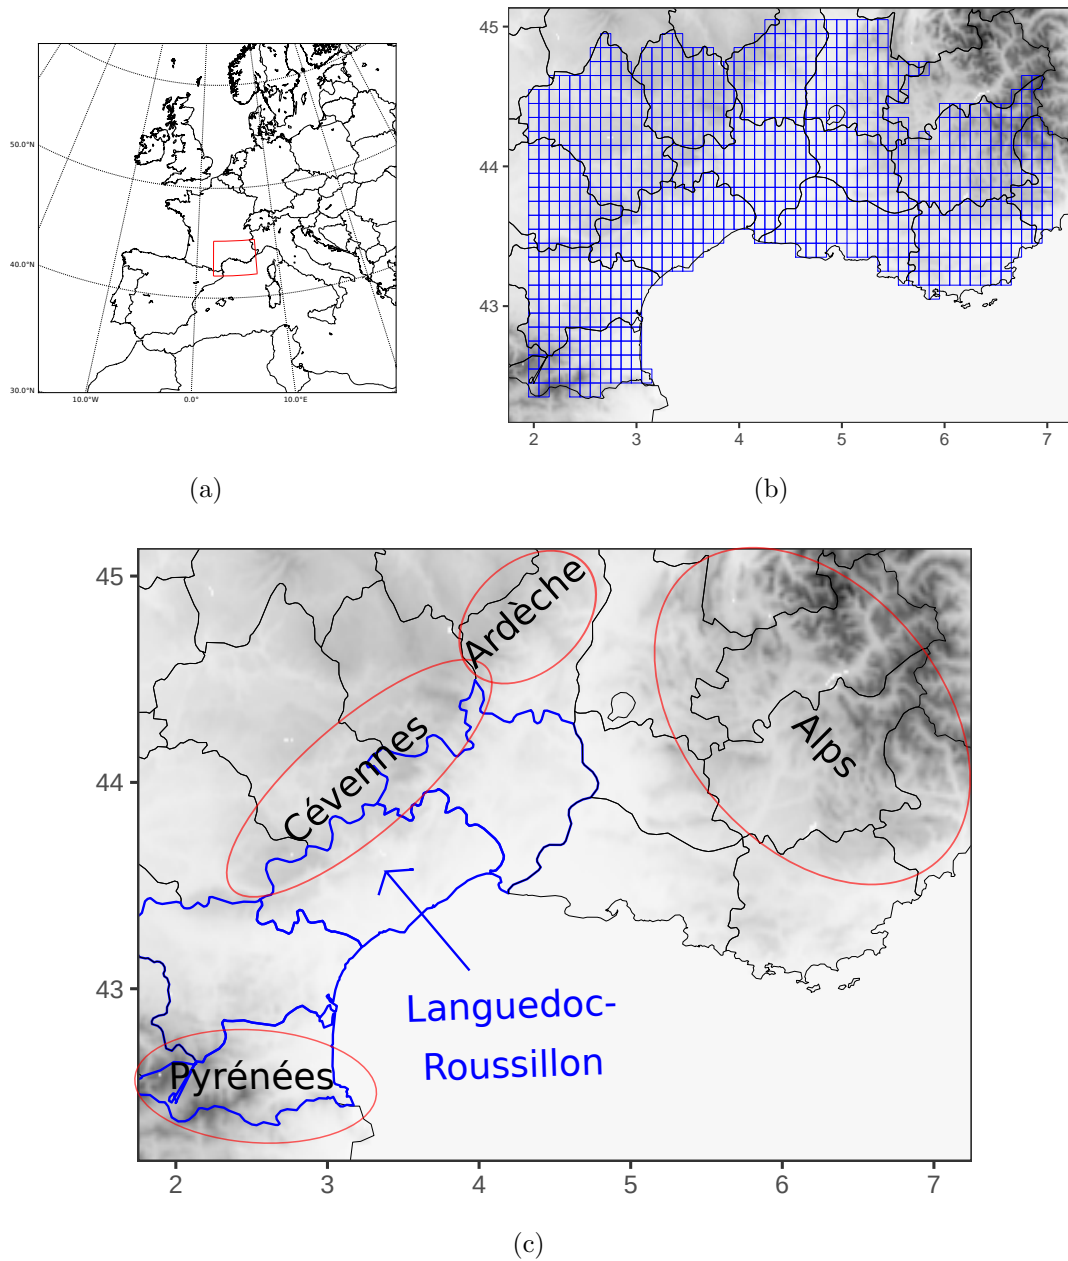 50.0°N
40.0°N
30.0°N
10.0°W
0.0°
10.0°E
(a)
45
44
43
2 3 4 5 6 7
(b)
45
44
43
Ardèche
Cévennes
Alps
Languedoc-
Roussillon
Pyrénées
2 3 4 5 6 7
(c)